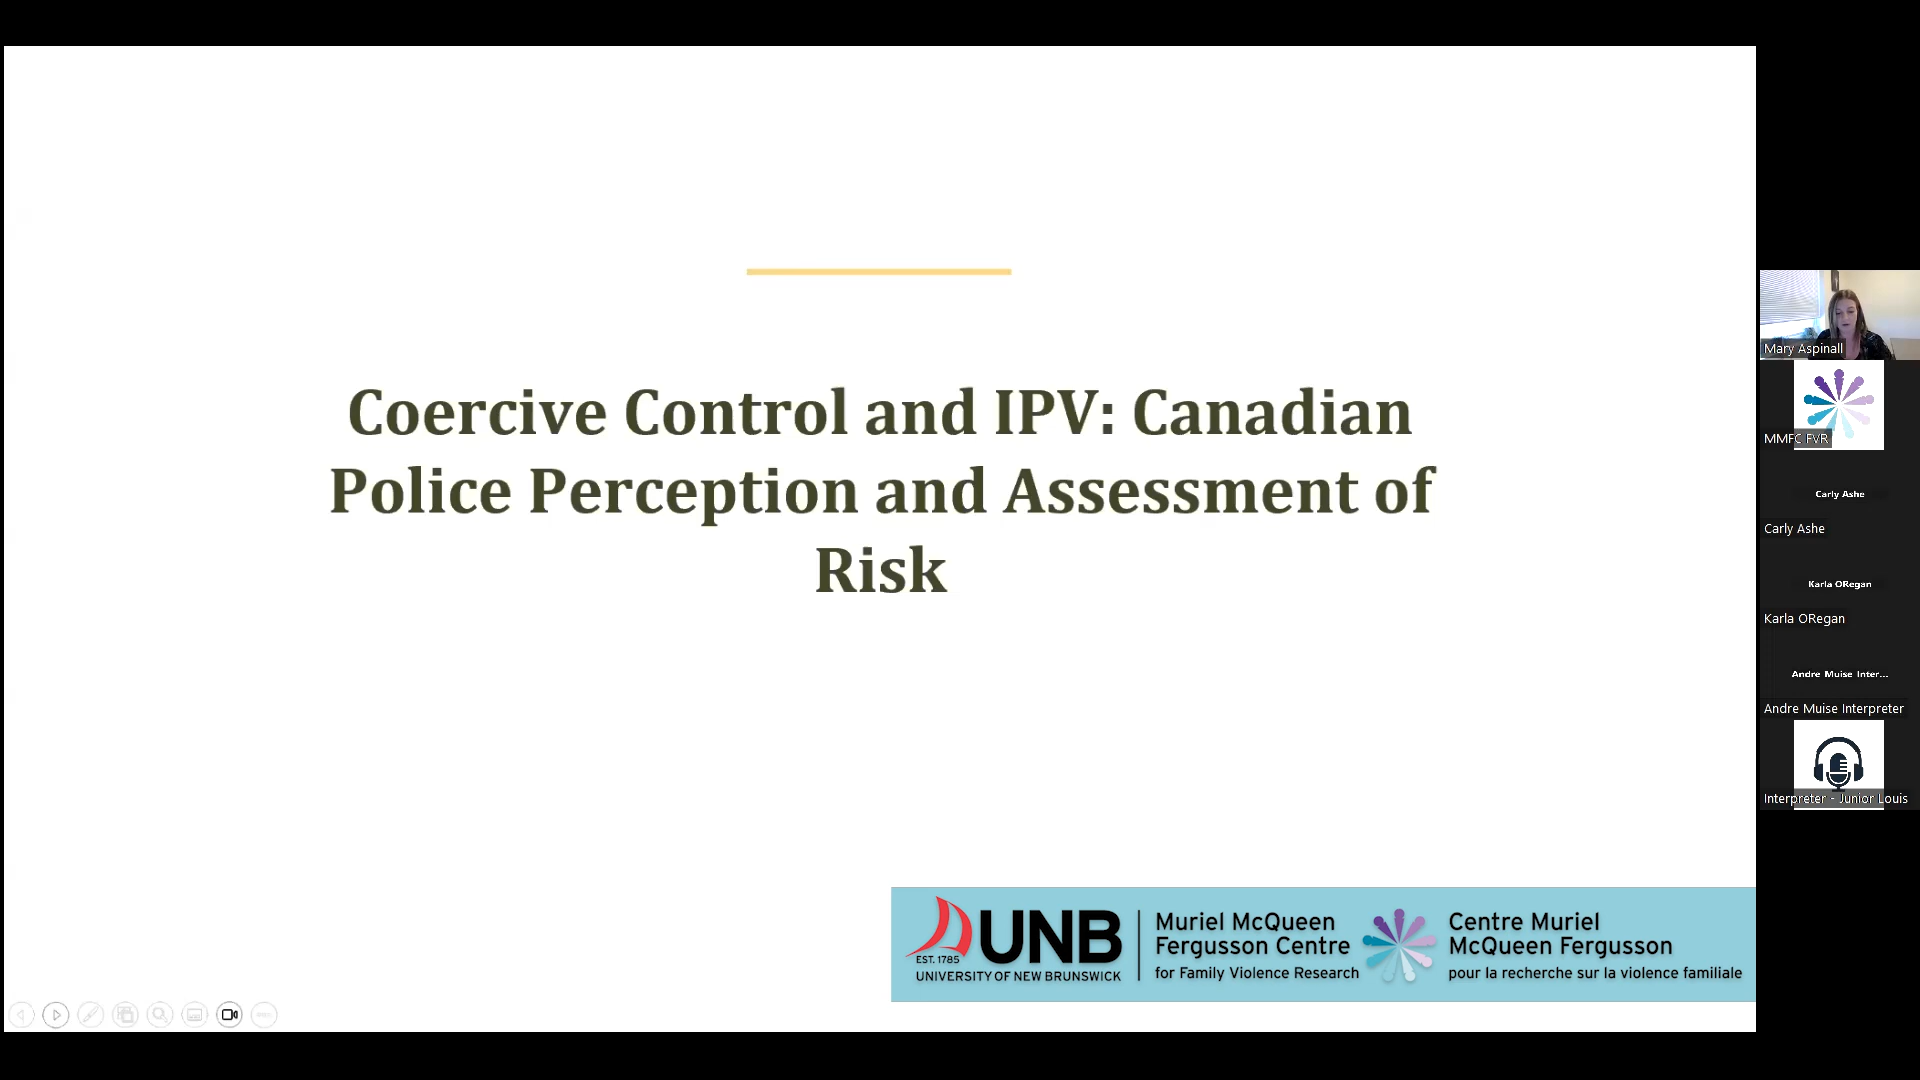 Coercive Control and IPV: Canadian
Police Perception and Assessment of
Risk
EST. 1785
UNB
UNIVERSITY OF NEW BRUNSWICK
Muriel McQueen
Fergusson Centre
for Family Violence Research
Centre Muriel
McQueen Fergusson
pour la recherche sur la violence familiale
Mary Aspinall
MMFC FVR
Carly Ashe
Carly Ashe
Karla ORegan
Karla ORegan
Andre Muise Inter...
Andre Muise Interpreter
Interpreter - Junior Louis